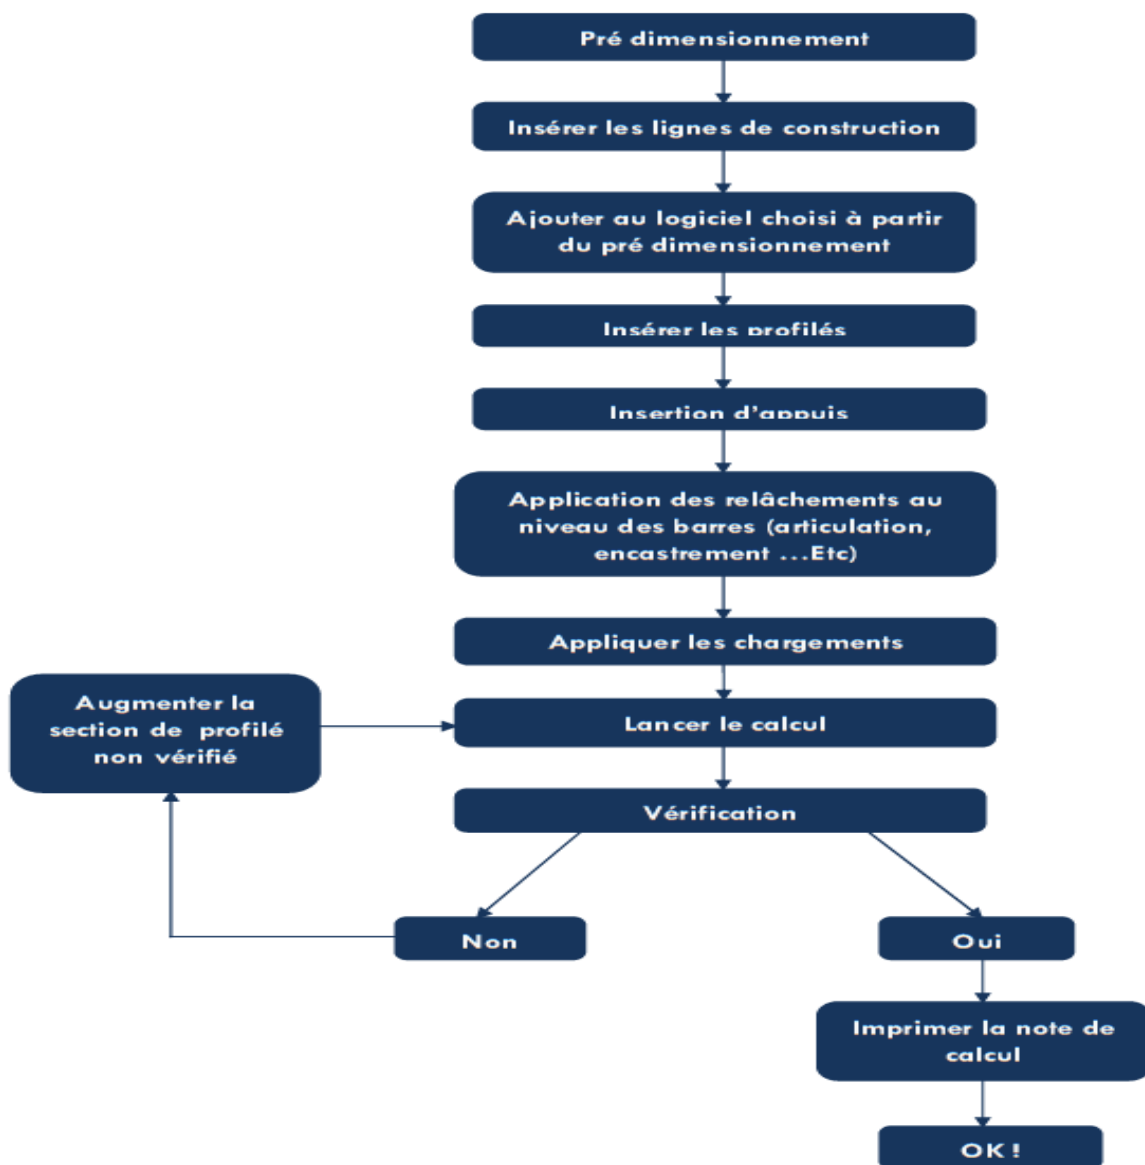 Pré dimensionnement
Insérer les lignes de construction
Ajouter au logiciel choisi à partir
du pré dimensionnement
Insérer les profilés
Insertion d'appuis
Application des relâchements au
niveau des barres (articulation,
encastrement ...Etc)
Appliquer les chargements
Augmenter la
section de profilé
non vérifié
Lancer le calcul
Vérification
Non
Oui
Imprimer la note de
calcul
OK !